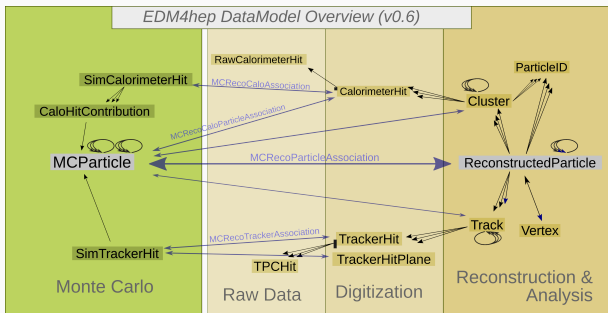 EDM4hep DataModel Overview (v0.6)
RawCalorimeterHit
ParticleID
SimCalorimeterHit
MCRecoCaloAssociation
CalorimeterHit
Cluster
CaloHitContribution
MCRecoCaloParticleAssociation
MCParticle
MCRecoParticleAssociation
ReconstructedParticle
Track
Vertex
MCRecoTrackerAssociation
TrackerHit
SimTrackerHit
TPCHit
TrackerHitPlane
Monte Carlo
Raw Data
Digitization
Reconstruction &
Analysis